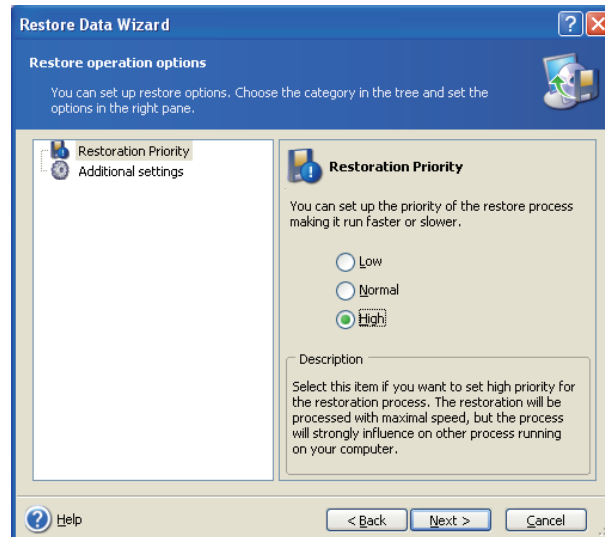 Restore Data Wizard
Restore operation options
You can set up restore options. Choose the category in the tree and set the
options in the right pane.
Restoration Priority
Additional settings
Restoration Priority
You can set up the priority of the restore process
making it run faster or slower.
Low
Normal
High
Description
Select this item if you want to set high priority for
the restoration process. The restoration will be
processed with maximal speed, but the process
will strongly influence on other process running
on your computer.
Help
< Back
Next >
Cancel